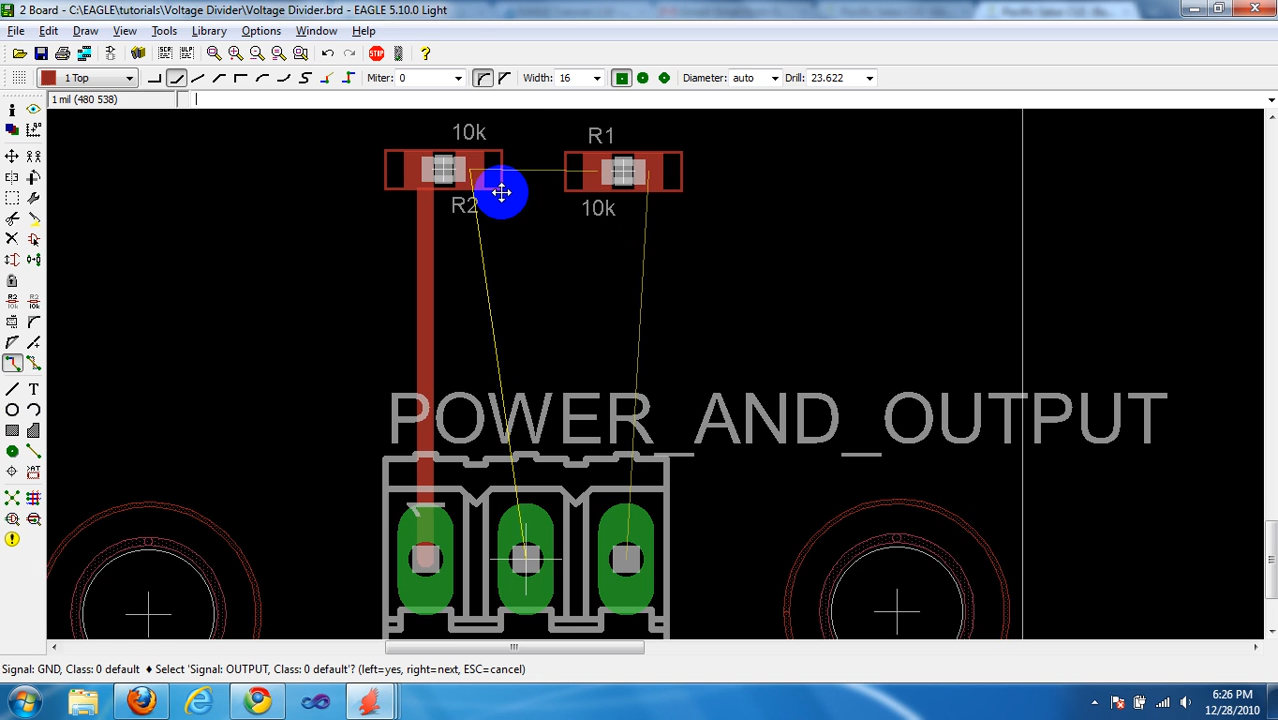 2 Board - C:\EAGLE\tutorials\Voltage Divider\Voltage Divider.brd - EAGLE 5.10.0 Light
File Edit Draw View Tools Library Options Window Help
1 Top Miter: 0 Width: 16 Diameter: auto Drill: 23.622
1 mil (480 538)
10k R1
R2 10k
POWER_AND_OUTPUT
1
Signal: GND, Class: 0 default ♦ Select 'Signal: OUTPUT, Class: 0 default'? (left=yes, right=next, ESC=cancel)
6:26 PM
12/28/2010